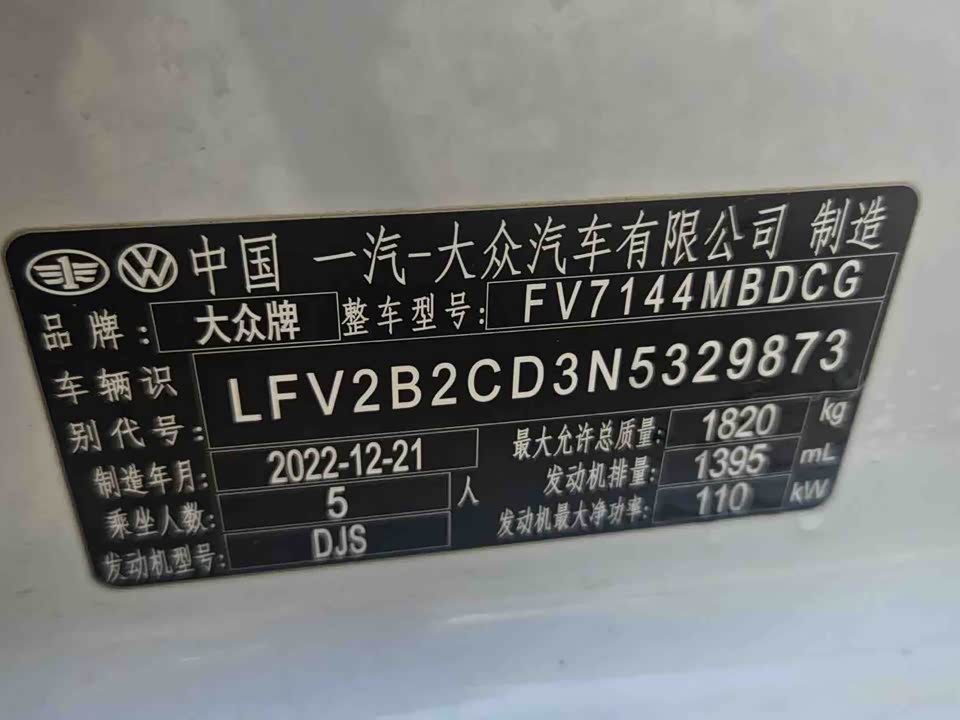 中国 一汽-大众汽车有限公司 制造
品牌: 大众牌 整车型号: FV7144MBDCG
车辆识别代号: LFV2B2CD3N5329873
制造年月: 2022-12-21 最大允许总质量: 1820 kg
乘坐人数: 5 人 发动机排量: 1395 mL
发动机型号: DJS 发动机最大净功率: 110 kW